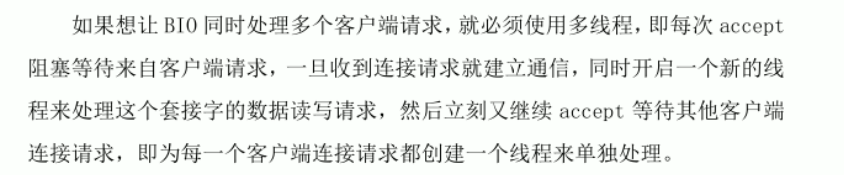 如果想让 BIO 同时处理多个客户端请求，就必须使用多线程，即每次 accept
阻塞等待来自客户端请求，一旦收到连接请求就建立通信，同时开启一个新的线
程来处理这个套接字的数据读写请求，然后立刻又继续 accept 等待其他客户端
连接请求，即为每一个客户端连接请求都创建一个线程来单独处理。